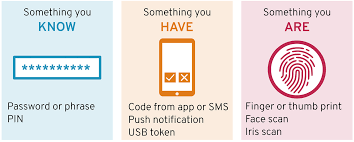 Something you
KNOW
**********
Password or phrase
PIN
Something you
HAVE
Code from app or SMS
Push notification
USB token
Something you
ARE
Finger or thumb print
Face scan
Iris scan